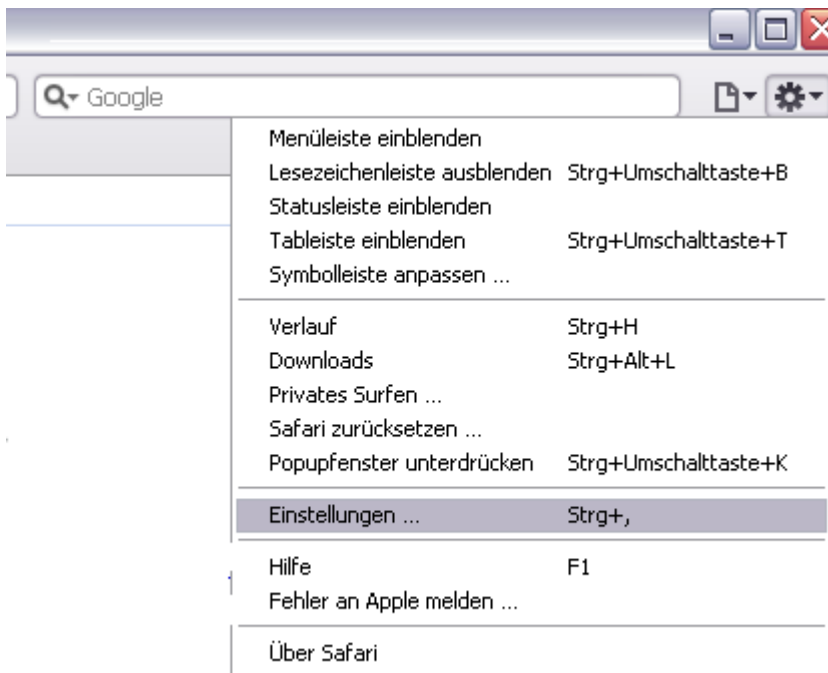 Google
Menüleiste einblenden
Lesezeichenleiste ausblenden Strg+Umschalttaste+B
Statusleiste einblenden
Tableiste einblenden Strg+Umschalttaste+T
Symbolleiste anpassen ...
Verlauf Strg+H
Downloads Strg+Alt+L
Privates Surfen ...
Safari zurücksetzen ...
Popupfenster unterdrücken Strg+Umschalttaste+K
Einstellungen ... Strg+,
Hilfe F1
Fehler an Apple melden ...
Über Safari